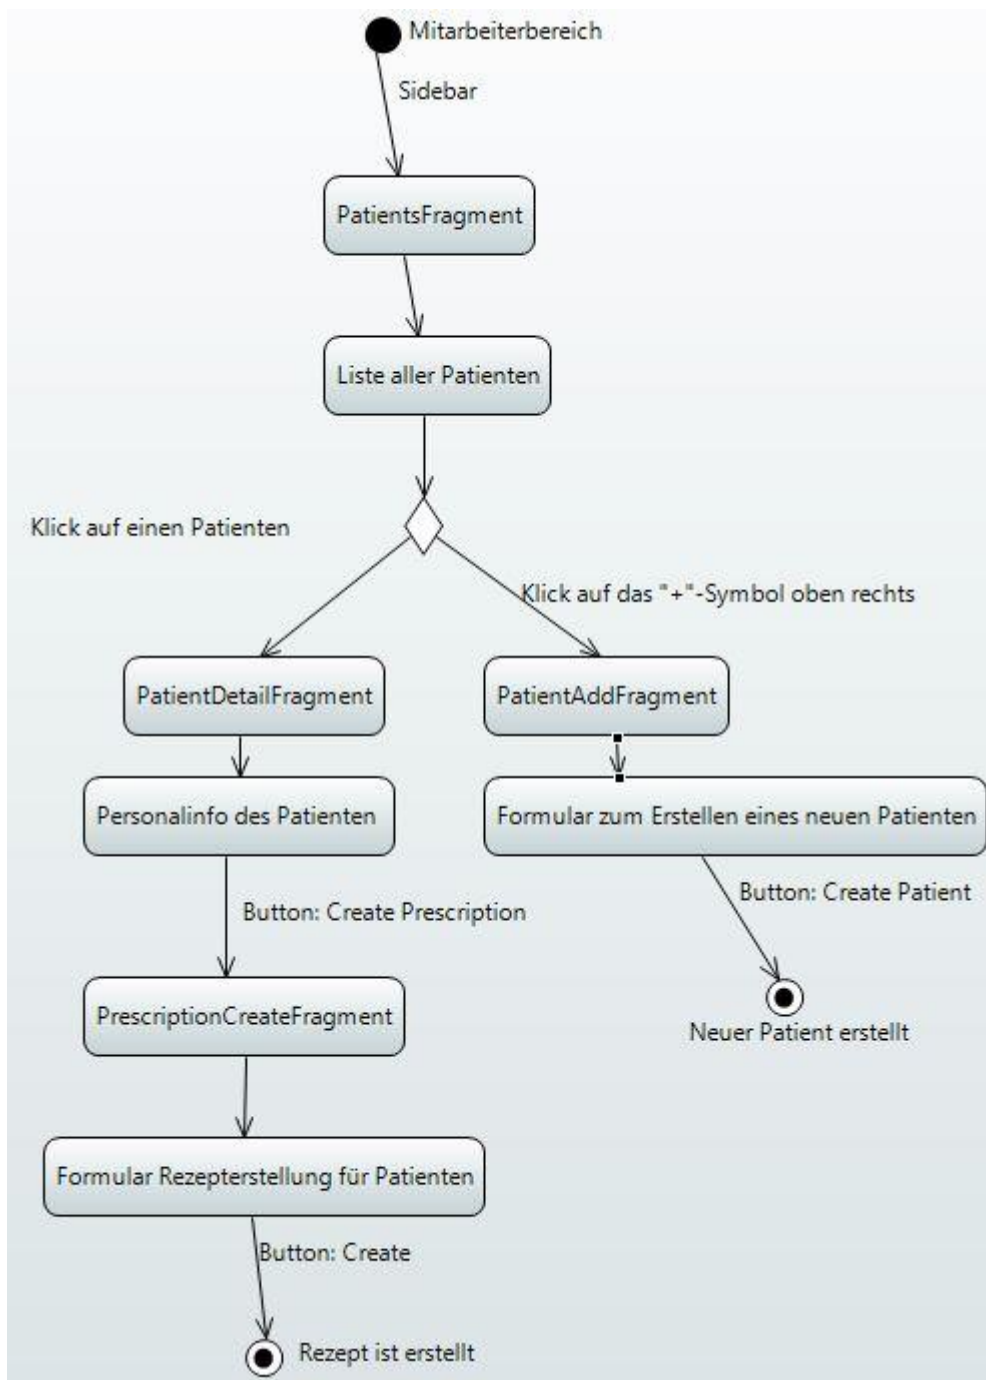 Mitarbeiterbereich
Sidebar
PatientsFragment
Liste aller Patienten
Klick auf einen Patienten
Klick auf das "+"-Symbol oben rechts
PatientDetailFragment
PatientAddFragment
Personalinfo des Patienten
Formular zum Erstellen eines neuen Patienten
Button: Create Prescription
Button: Create Patient
PrescriptionCreateFragment
Neuer Patient erstellt
Formular Rezepterstellung für Patienten
Button: Create
Rezept ist erstellt